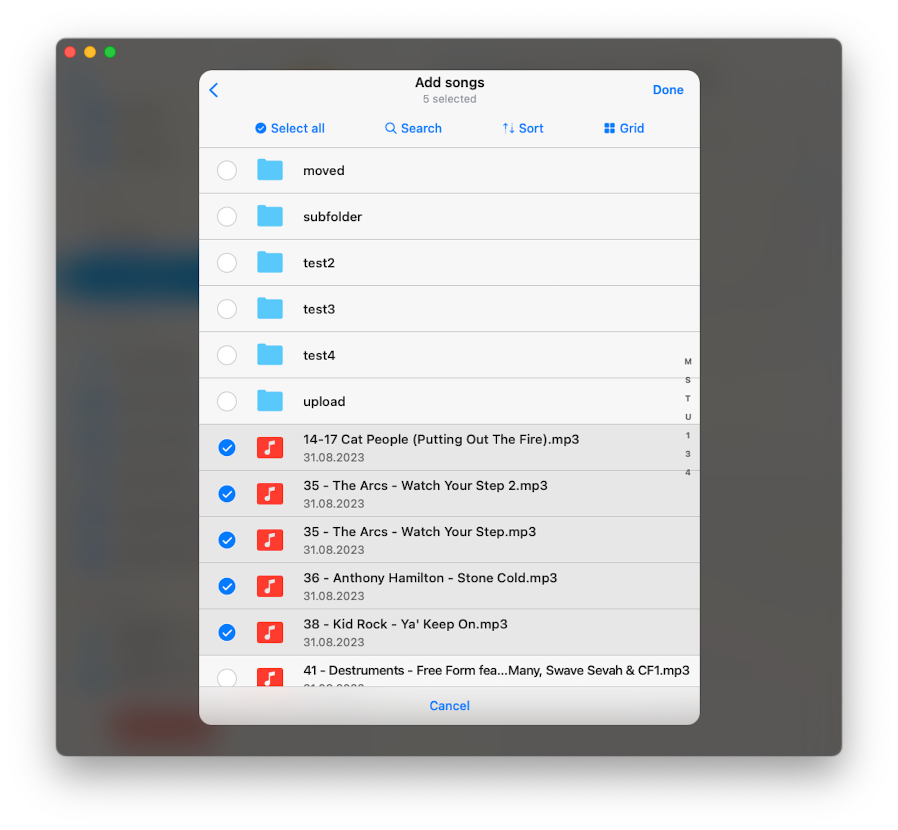 Add songs
5 selected
Done
Select all
Search
Sort
Grid
moved
subfolder
test2
test3
test4
upload
M
S
T
U
1
3
4
14-17 Cat People (Putting Out The Fire).mp3
31.08.2023
35 - The Arcs - Watch Your Step 2.mp3
31.08.2023
35 - The Arcs - Watch Your Step.mp3
31.08.2023
36 - Anthony Hamilton - Stone Cold.mp3
31.08.2023
38 - Kid Rock - Ya' Keep On.mp3
31.08.2023
41 - Destruments - Free Form fea...Many, Swave Sevah & CF1.mp3
Cancel